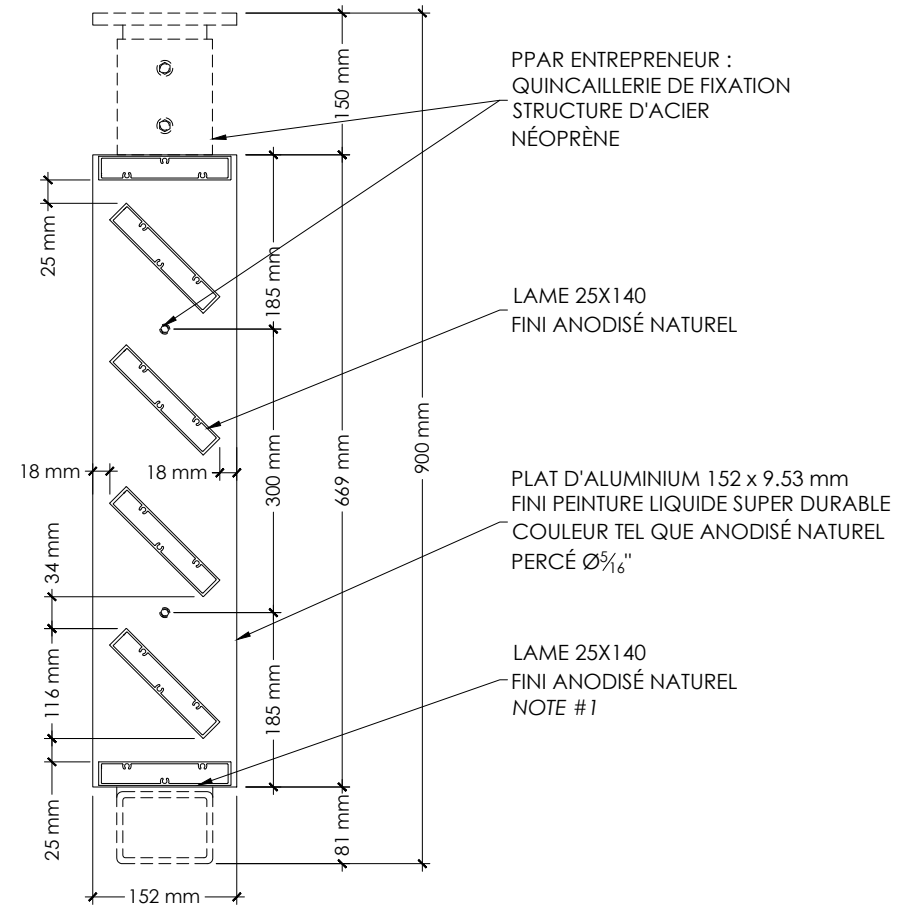 PPAR ENTREPRENEUR :
QUINCAILLERIE DE FIXATION
STRUCTURE D'ACIER
NÉOPRÈNE
150 mm
25 mm
185 mm
LAME 25X140
FINI ANODISÉ NATUREL
900 mm
669 mm
300 mm
18 mm
18 mm
PLAT D'ALUMINIUM 152 x 9.53 mm
FINI PEINTURE LIQUIDE SUPER DURABLE
COULEUR TEL QUE ANODISÉ NATUREL
PERCÉ Ø5⁄16"
34 mm
116 mm
185 mm
LAME 25X140
FINI ANODISÉ NATUREL
NOTE #1
25 mm
81 mm
152 mm